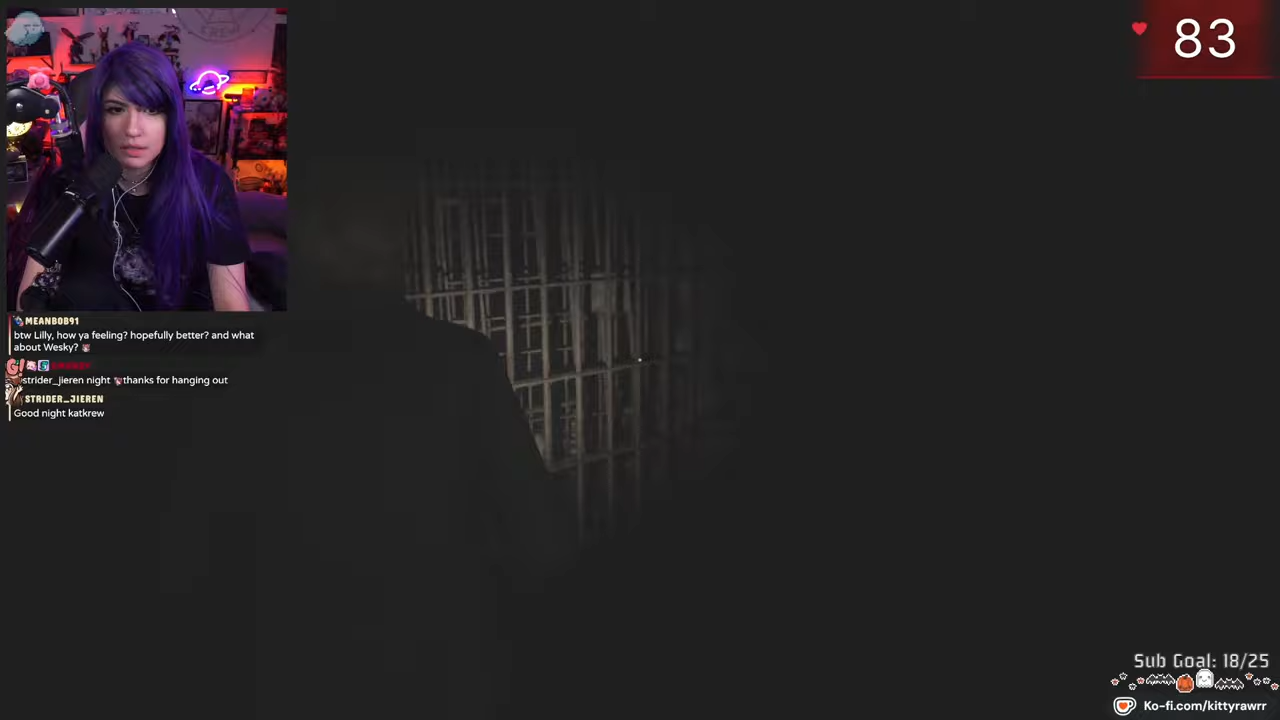 83
MEANBOB91
btw Lilly, how ya feeling? hopefully better? and what
about Wesky?
strider_jieren night thanks for hanging out
STRIDER_JIEREN
Good night katkrew
Sub Goal: 18/25
Ko-fi.com/kittyrawrr